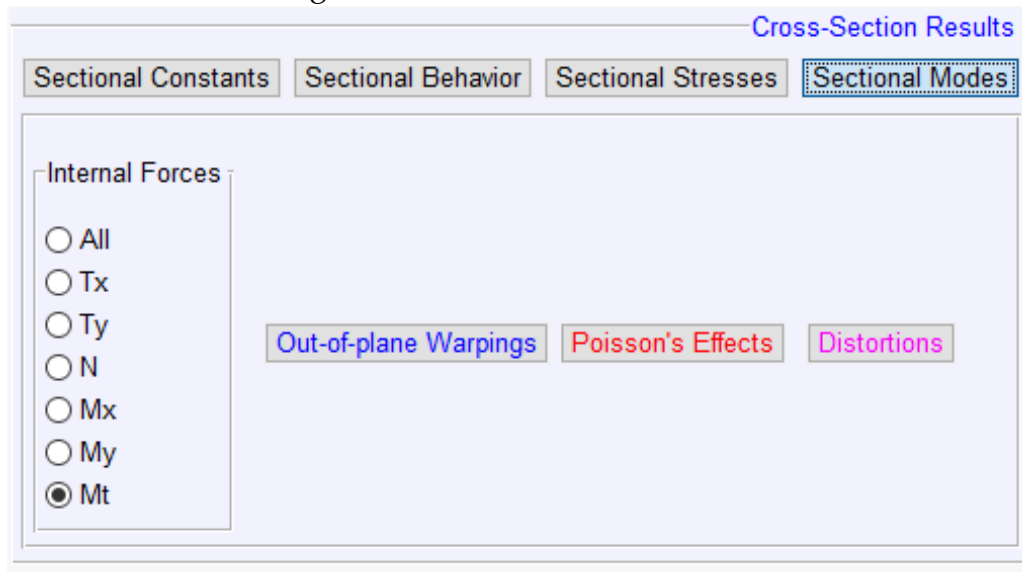 Cross-Section Results
Sectional Constants Sectional Behavior Sectional Stresses Sectional Modes
Internal Forces
All
Tx
Ty
N
Mx
My
Mt
Out-of-plane Warpings Poisson's Effects Distortions